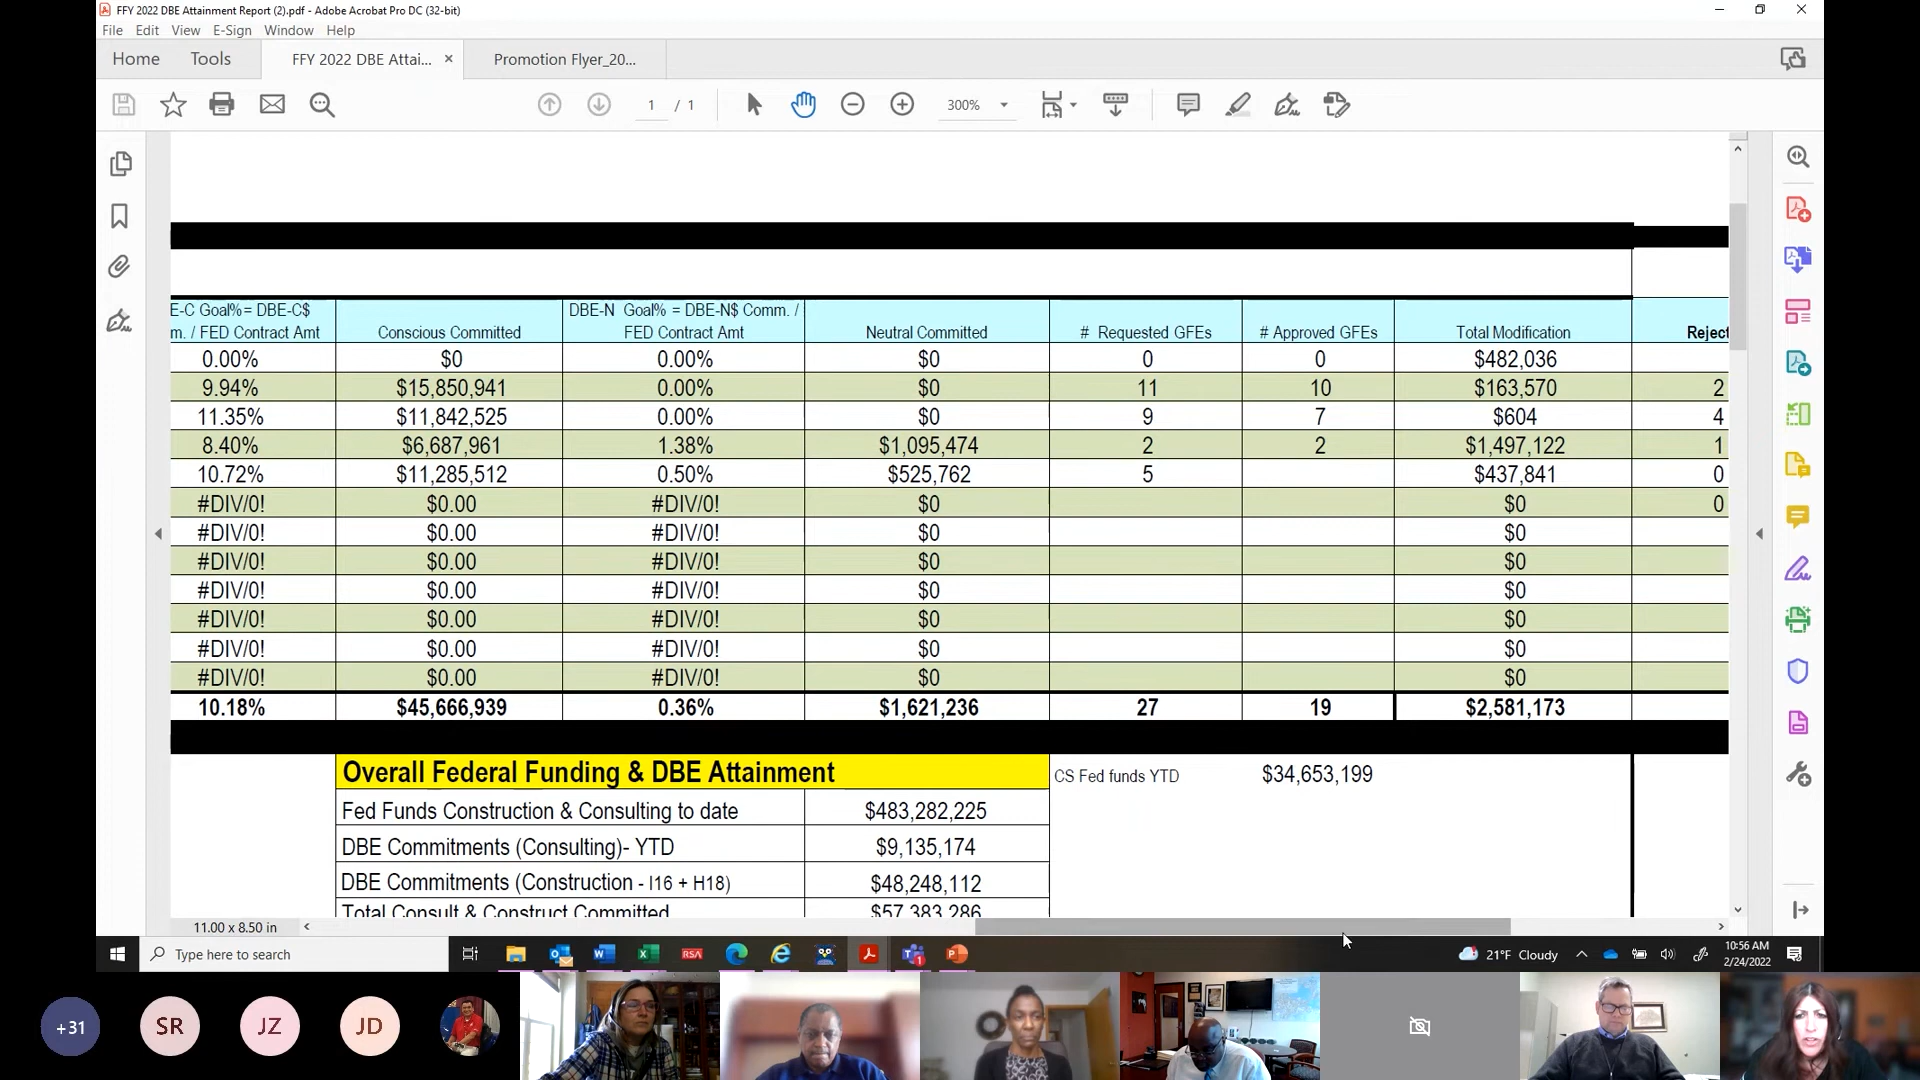 FFY 2022 DBE Attainment Report (2).pdf - Adobe Acrobat Pro DC (32-bit)
File Edit View E-Sign Window Help
Home Tools FFY 2022 DBE Attai... × Promotion Flyer_20...
1 / 1 300%
E-C Goal%= DBE-C$ DBE-N Goal% = DBE-N$ Comm. /
m. / FED Contract Amt Conscious Committed FED Contract Amt Neutral Committed # Requested GFEs # Approved GFEs Total Modification Reject
0.00% $0 0.00% $0 0 0 $482,036
9.94% $15,850,941 0.00% $0 11 10 $163,570 2
11.35% $11,842,525 0.00% $0 9 7 $604 4
8.40% $6,687,961 1.38% $1,095,474 2 2 $1,497,122 1
10.72% $11,285,512 0.50% $525,762 5 $437,841 0
#DIV/0! $0.00 #DIV/0! $0 $0 0
#DIV/0! $0.00 #DIV/0! $0 $0
#DIV/0! $0.00 #DIV/0! $0 $0
#DIV/0! $0.00 #DIV/0! $0 $0
#DIV/0! $0.00 #DIV/0! $0 $0
#DIV/0! $0.00 #DIV/0! $0 $0
#DIV/0! $0.00 #DIV/0! $0 $0
10.18% $45,666,939 0.36% $1,621,236 27 19 $2,581,173
Overall Federal Funding & DBE Attainment CS Fed funds YTD $34,653,199
Fed Funds Construction & Consulting to date $483,282,225
DBE Commitments (Consulting)- YTD $9,135,174
DBE Commitments (Construction - I16 + H18) $48,248,112
Total Consult & Construct Committed $57,383,286
11.00 x 8.50 in
Type here to search RSA 21°F Cloudy 10:56 AM
2/24/2022
+31 SR JZ JD